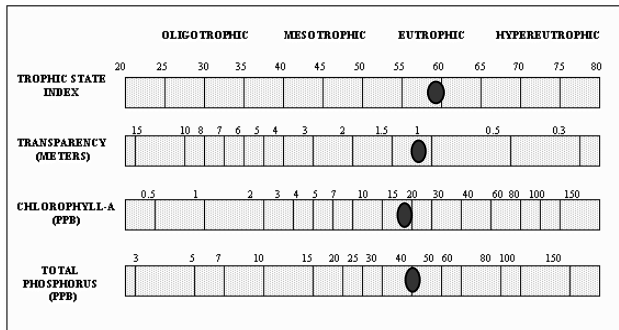 OLIGOTROPHIC MESOTROPHIC EUTROPHIC HYPEREUTROPHIC
20 25 30 35 40 45 50 55 60 65 70 75 80
TROPHIC STATE
INDEX
15 10 8 7 6 5 4 3 2 1.5 1 0.5 0.3
TRANSPARENCY
(METERS)
0.5 1 2 3 4 5 7 10 15 20 30 40 60 80 100 150
CHLOROPHYLL-A
(PPB)
3 5 7 10 15 20 25 30 40 50 60 80 100 150
TOTAL
PHOSPHORUS
(PPB)